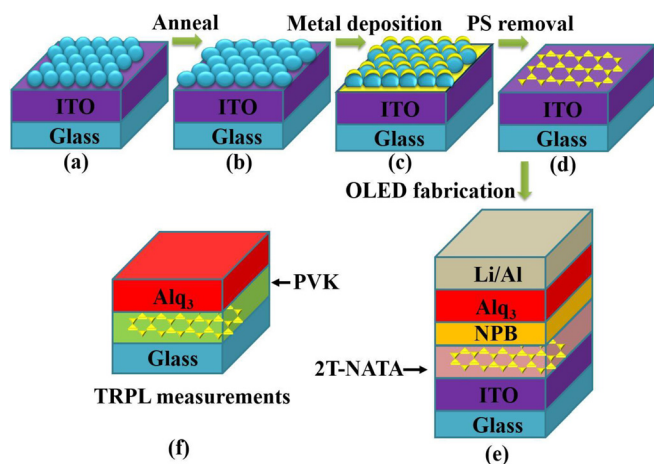 Anneal
Metal deposition
PS removal
ITO
Glass
(a)
ITO
Glass
(b)
ITO
Glass
(c)
ITO
Glass
(d)
OLED fabrication
Alq₃
Glass
PVK
TRPL measurements
(f)
Li/Al
Alq₃
NPB
2T-NATA
ITO
Glass
(e)